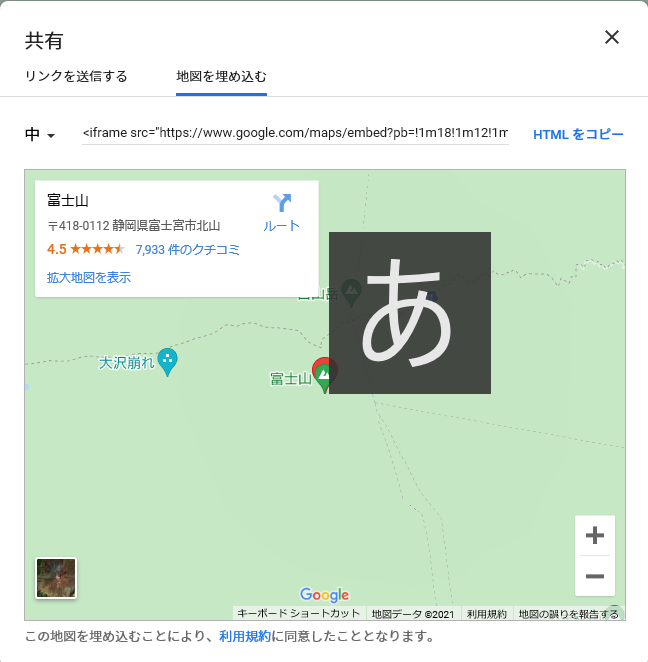 共有
リンクを送信する
地図を埋め込む
中
<iframe src="https://www.google.com/maps/embed?pb=!1m18!1m12!1m
HTML をコピー
富士山
〒418-0112 静岡県富士宮市北山
ルート
4.5 ★★★★★ 7,933 件のクチコミ
拡大地図を表示
あ
大沢崩れ
富士山
Google
キーボード ショートカット
地図データ ©2021
利用規約
地図の誤りを報告する
この地図を埋め込むことにより、利用規約に同意したこととなります。